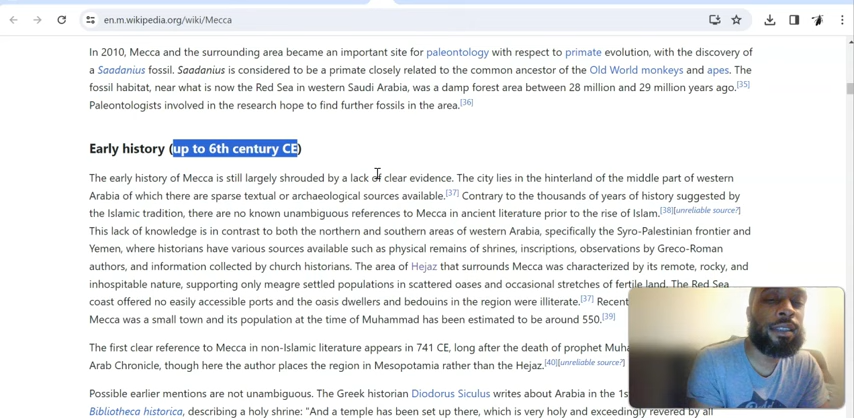 en.m.wikipedia.org/wiki/Mecca
In 2010, Mecca and the surrounding area became an important site for paleontology with respect to primate evolution, with the discovery of
a Saadanius fossil. Saadanius is considered to be a primate closely related to the common ancestor of the Old World monkeys and apes. The
fossil habitat, near what is now the Red Sea in western Saudi Arabia, was a damp forest area between 28 million and 29 million years ago.[35]
Paleontologists involved in the research hope to find further fossils in the area.[36]
Early history (up to 6th century CE)
The early history of Mecca is still largely shrouded by a lack of clear evidence. The city lies in the hinterland of the middle part of western
Arabia of which there are sparse textual or archaeological sources available.[37] Contrary to the thousands of years of history suggested by
the Islamic tradition, there are no known unambiguous references to Mecca in ancient literature prior to the rise of Islam.[38][unreliable source?]
This lack of knowledge is in contrast to both the northern and southern areas of western Arabia, specifically the Syro-Palestinian frontier and
Yemen, where historians have various sources available such as physical remains of shrines, inscriptions, observations by Greco-Roman
authors, and information collected by church historians. The area of Hejaz that surrounds Mecca was characterized by its remote, rocky, and
inhospitable nature, supporting only meagre settled populations in scattered oases and occasional stretches of fertile land. The Red Sea
coast offered no easily accessible ports and the oasis dwellers and bedouins in the region were illiterate.[37] Recent
Mecca was a small town and its population at the time of Muhammad has been estimated to be around 550.[39]
The first clear reference to Mecca in non-Islamic literature appears in 741 CE, long after the death of prophet Muha
Arab Chronicle, though here the author places the region in Mesopotamia rather than the Hejaz.[40][unreliable source?]
Possible earlier mentions are not unambiguous. The Greek historian Diodorus Siculus writes about Arabia in the 1s
Bibliotheca historica, describing a holy shrine: "And a temple has been set up there, which is very holy and exceedingly revered by all